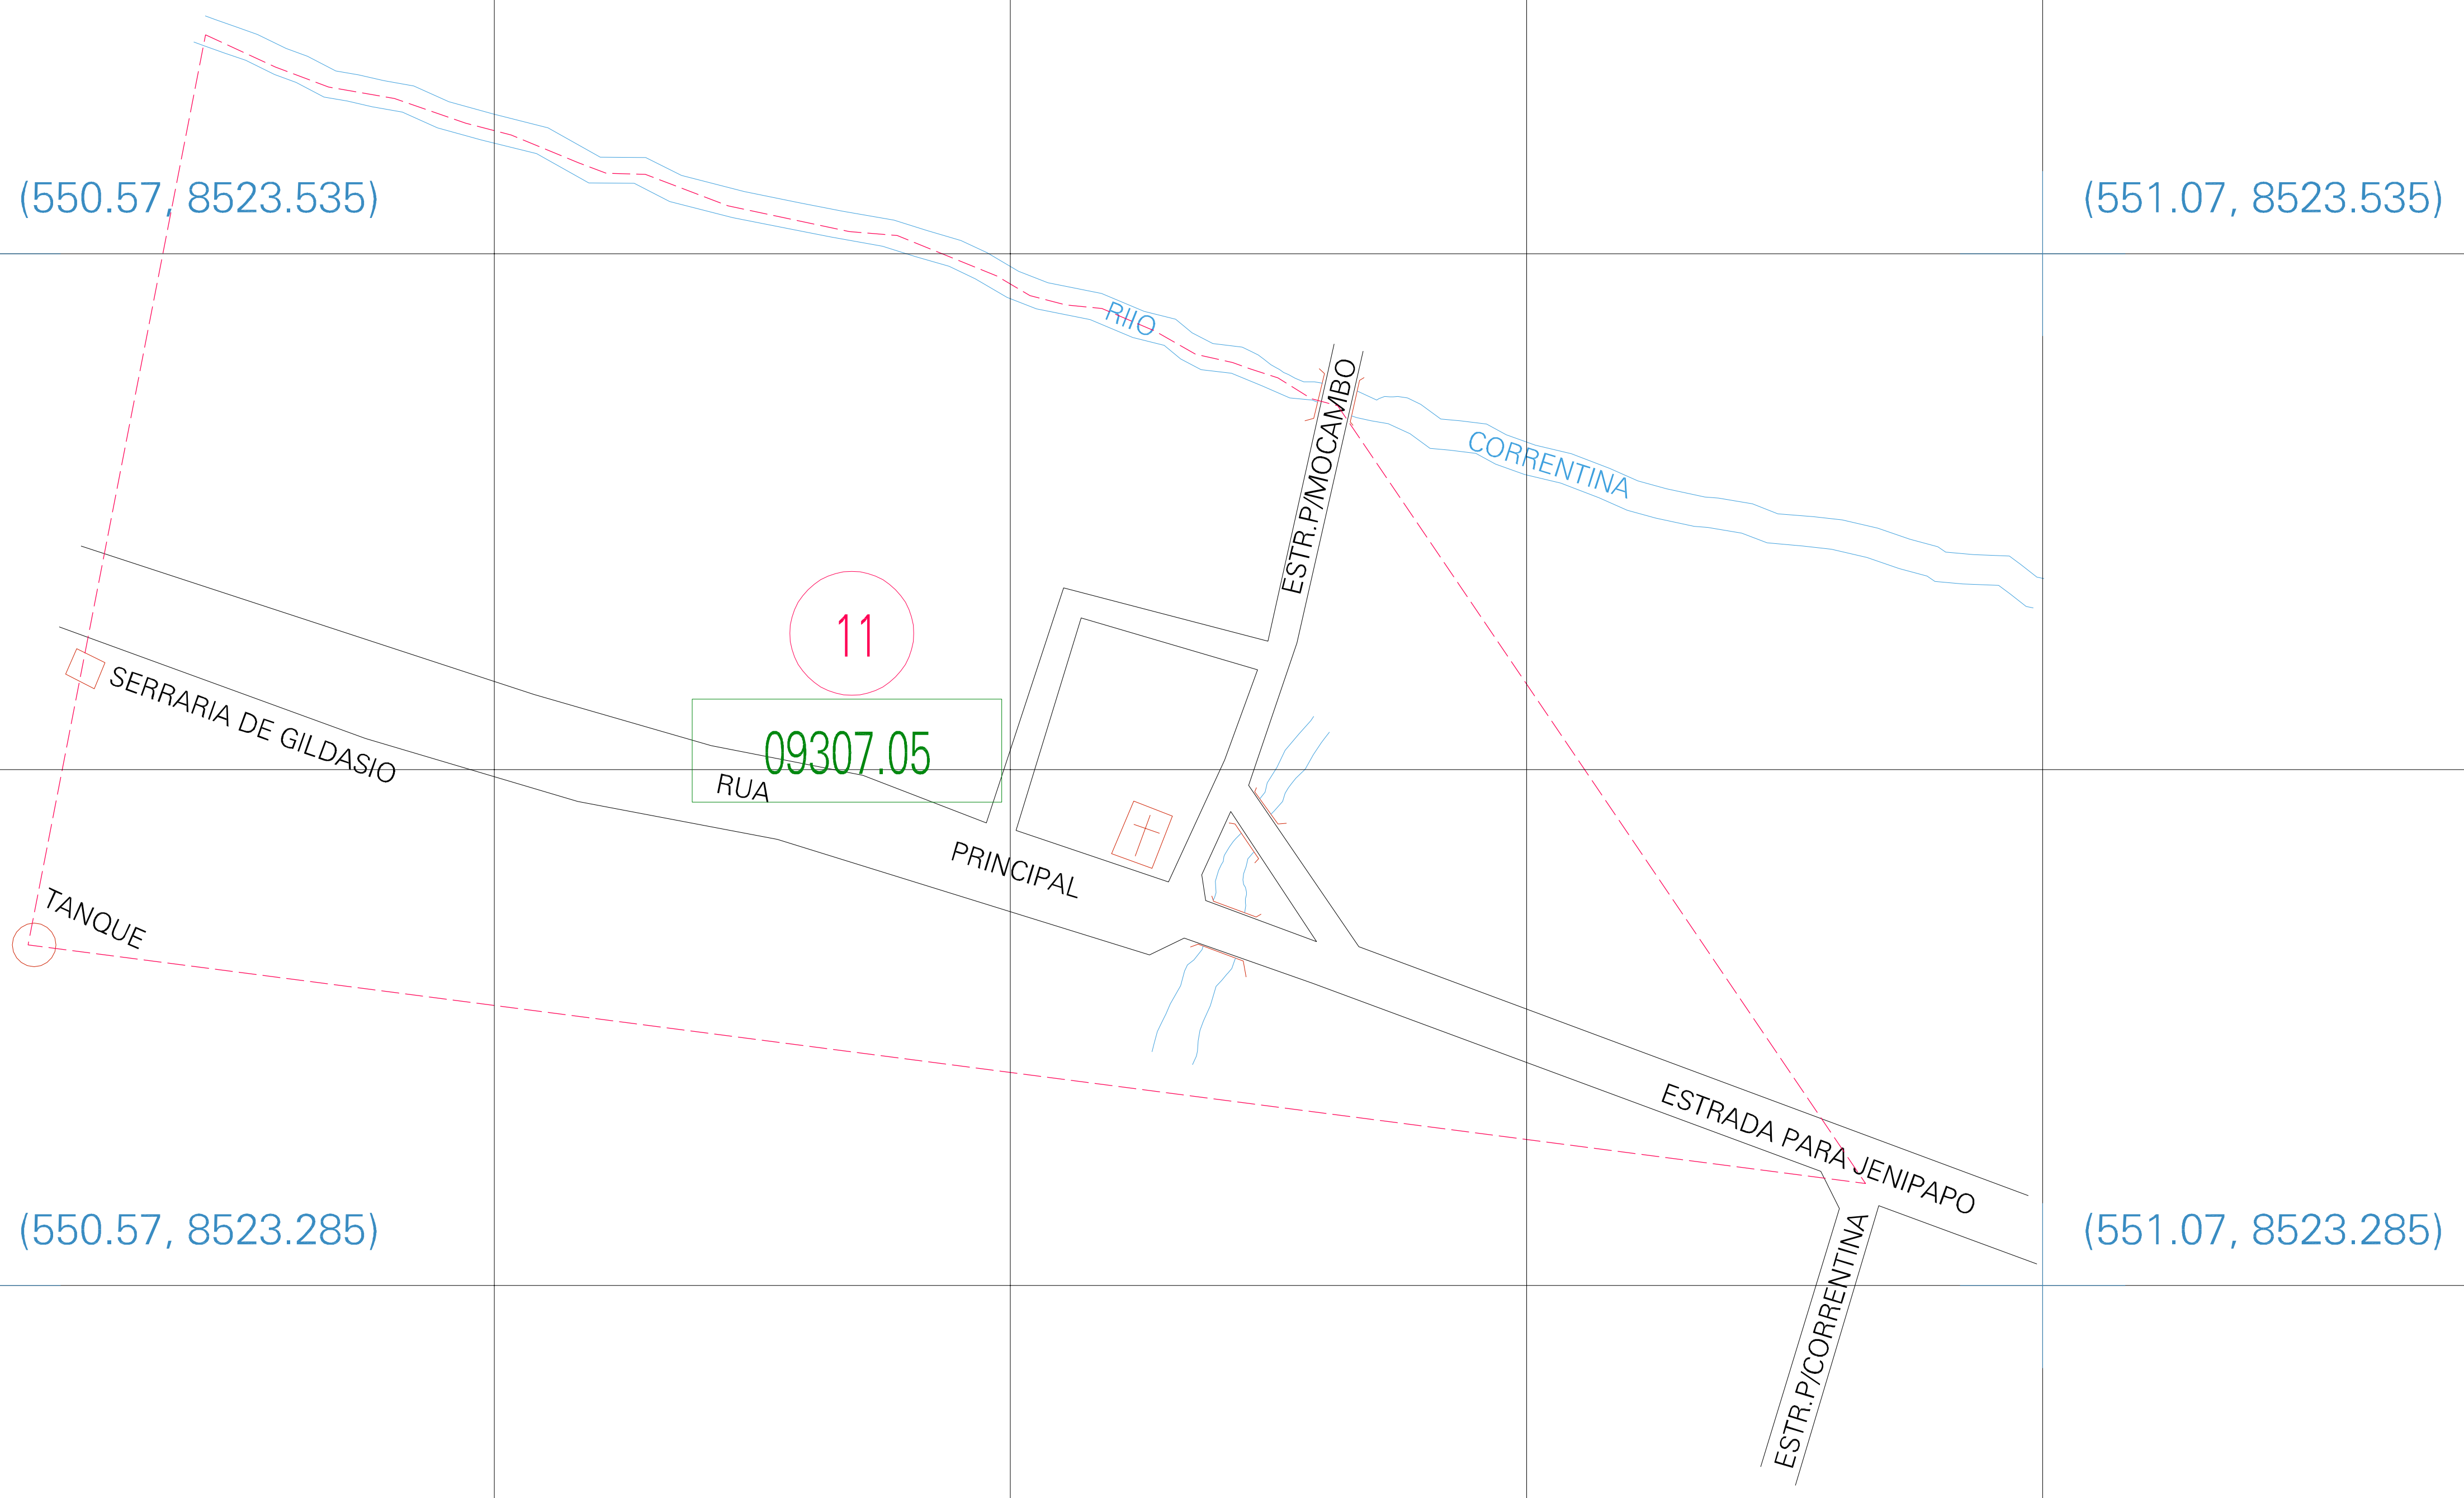 (550.57, 8523.535)
(551.07, 8523.535)
RIIO
ESTR.P/MOCAMBO
CORRENTINA
11
SERRARIA DE GILDASIO
09307.05
RUA
PRINCIPAL
TANQUE
ESTRADA PARA JENIPAPO
(550.57, 8523.285)
(551.07, 8523.285)
ESTR.P/CORRENTINA